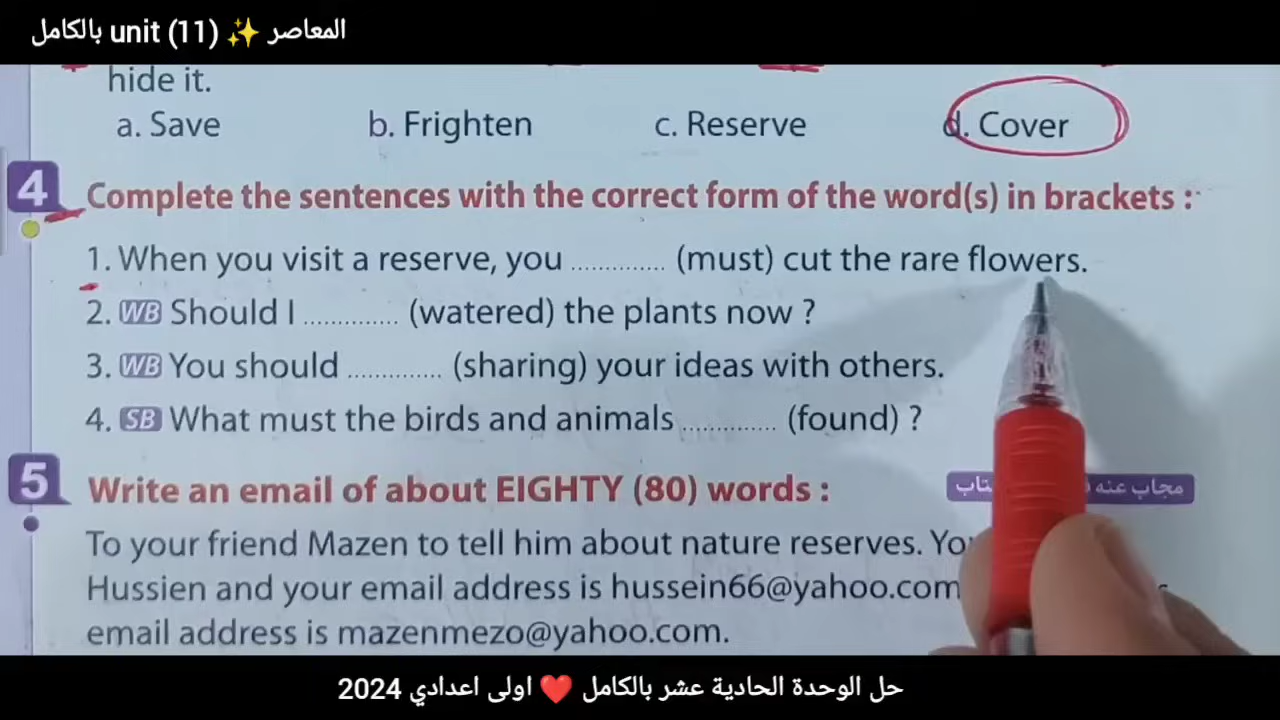 المعاصر ✨ unit (11) بالكامل
hide it.
a. Save b. Frighten c. Reserve d. Cover
4 Complete the sentences with the correct form of the word(s) in brackets :
1. When you visit a reserve, you .............. (must) cut the rare flowers.
2. WB Should I .............. (watered) the plants now ?
3. WB You should .............. (sharing) your ideas with others.
4. SB What must the birds and animals .............. (found) ?
5 Write an email of about EIGHTY (80) words :
مجاب عنه
To your friend Mazen to tell him about nature reserves.
Hussien and your email address is hussein66@yahoo.com
email address is mazenmezo@yahoo.com.
حل الوحدة الحادية عشر بالكامل ❤️ اولى اعدادي 2024